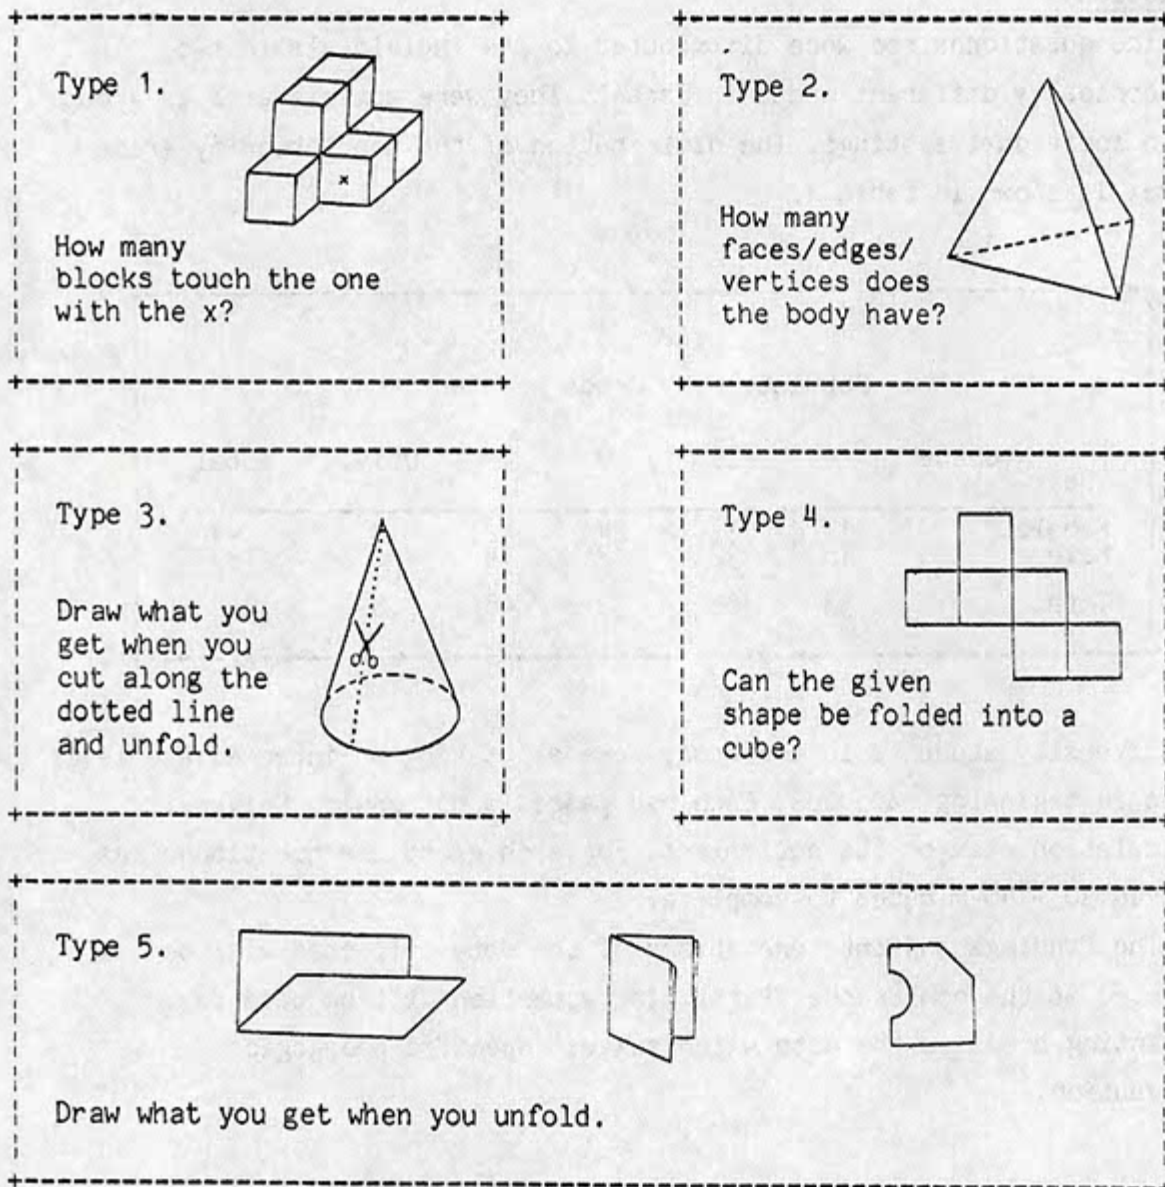 Type 1.
x
How many
blocks touch the one
with the x?
Type 2.
How many
faces/edges/
vertices does
the body have?
Type 3.
Draw what you
get when you
cut along the
dotted line
and unfold.
Type 4.
Can the given
shape be folded into a
cube?
Type 5.
Draw what you get when you unfold.